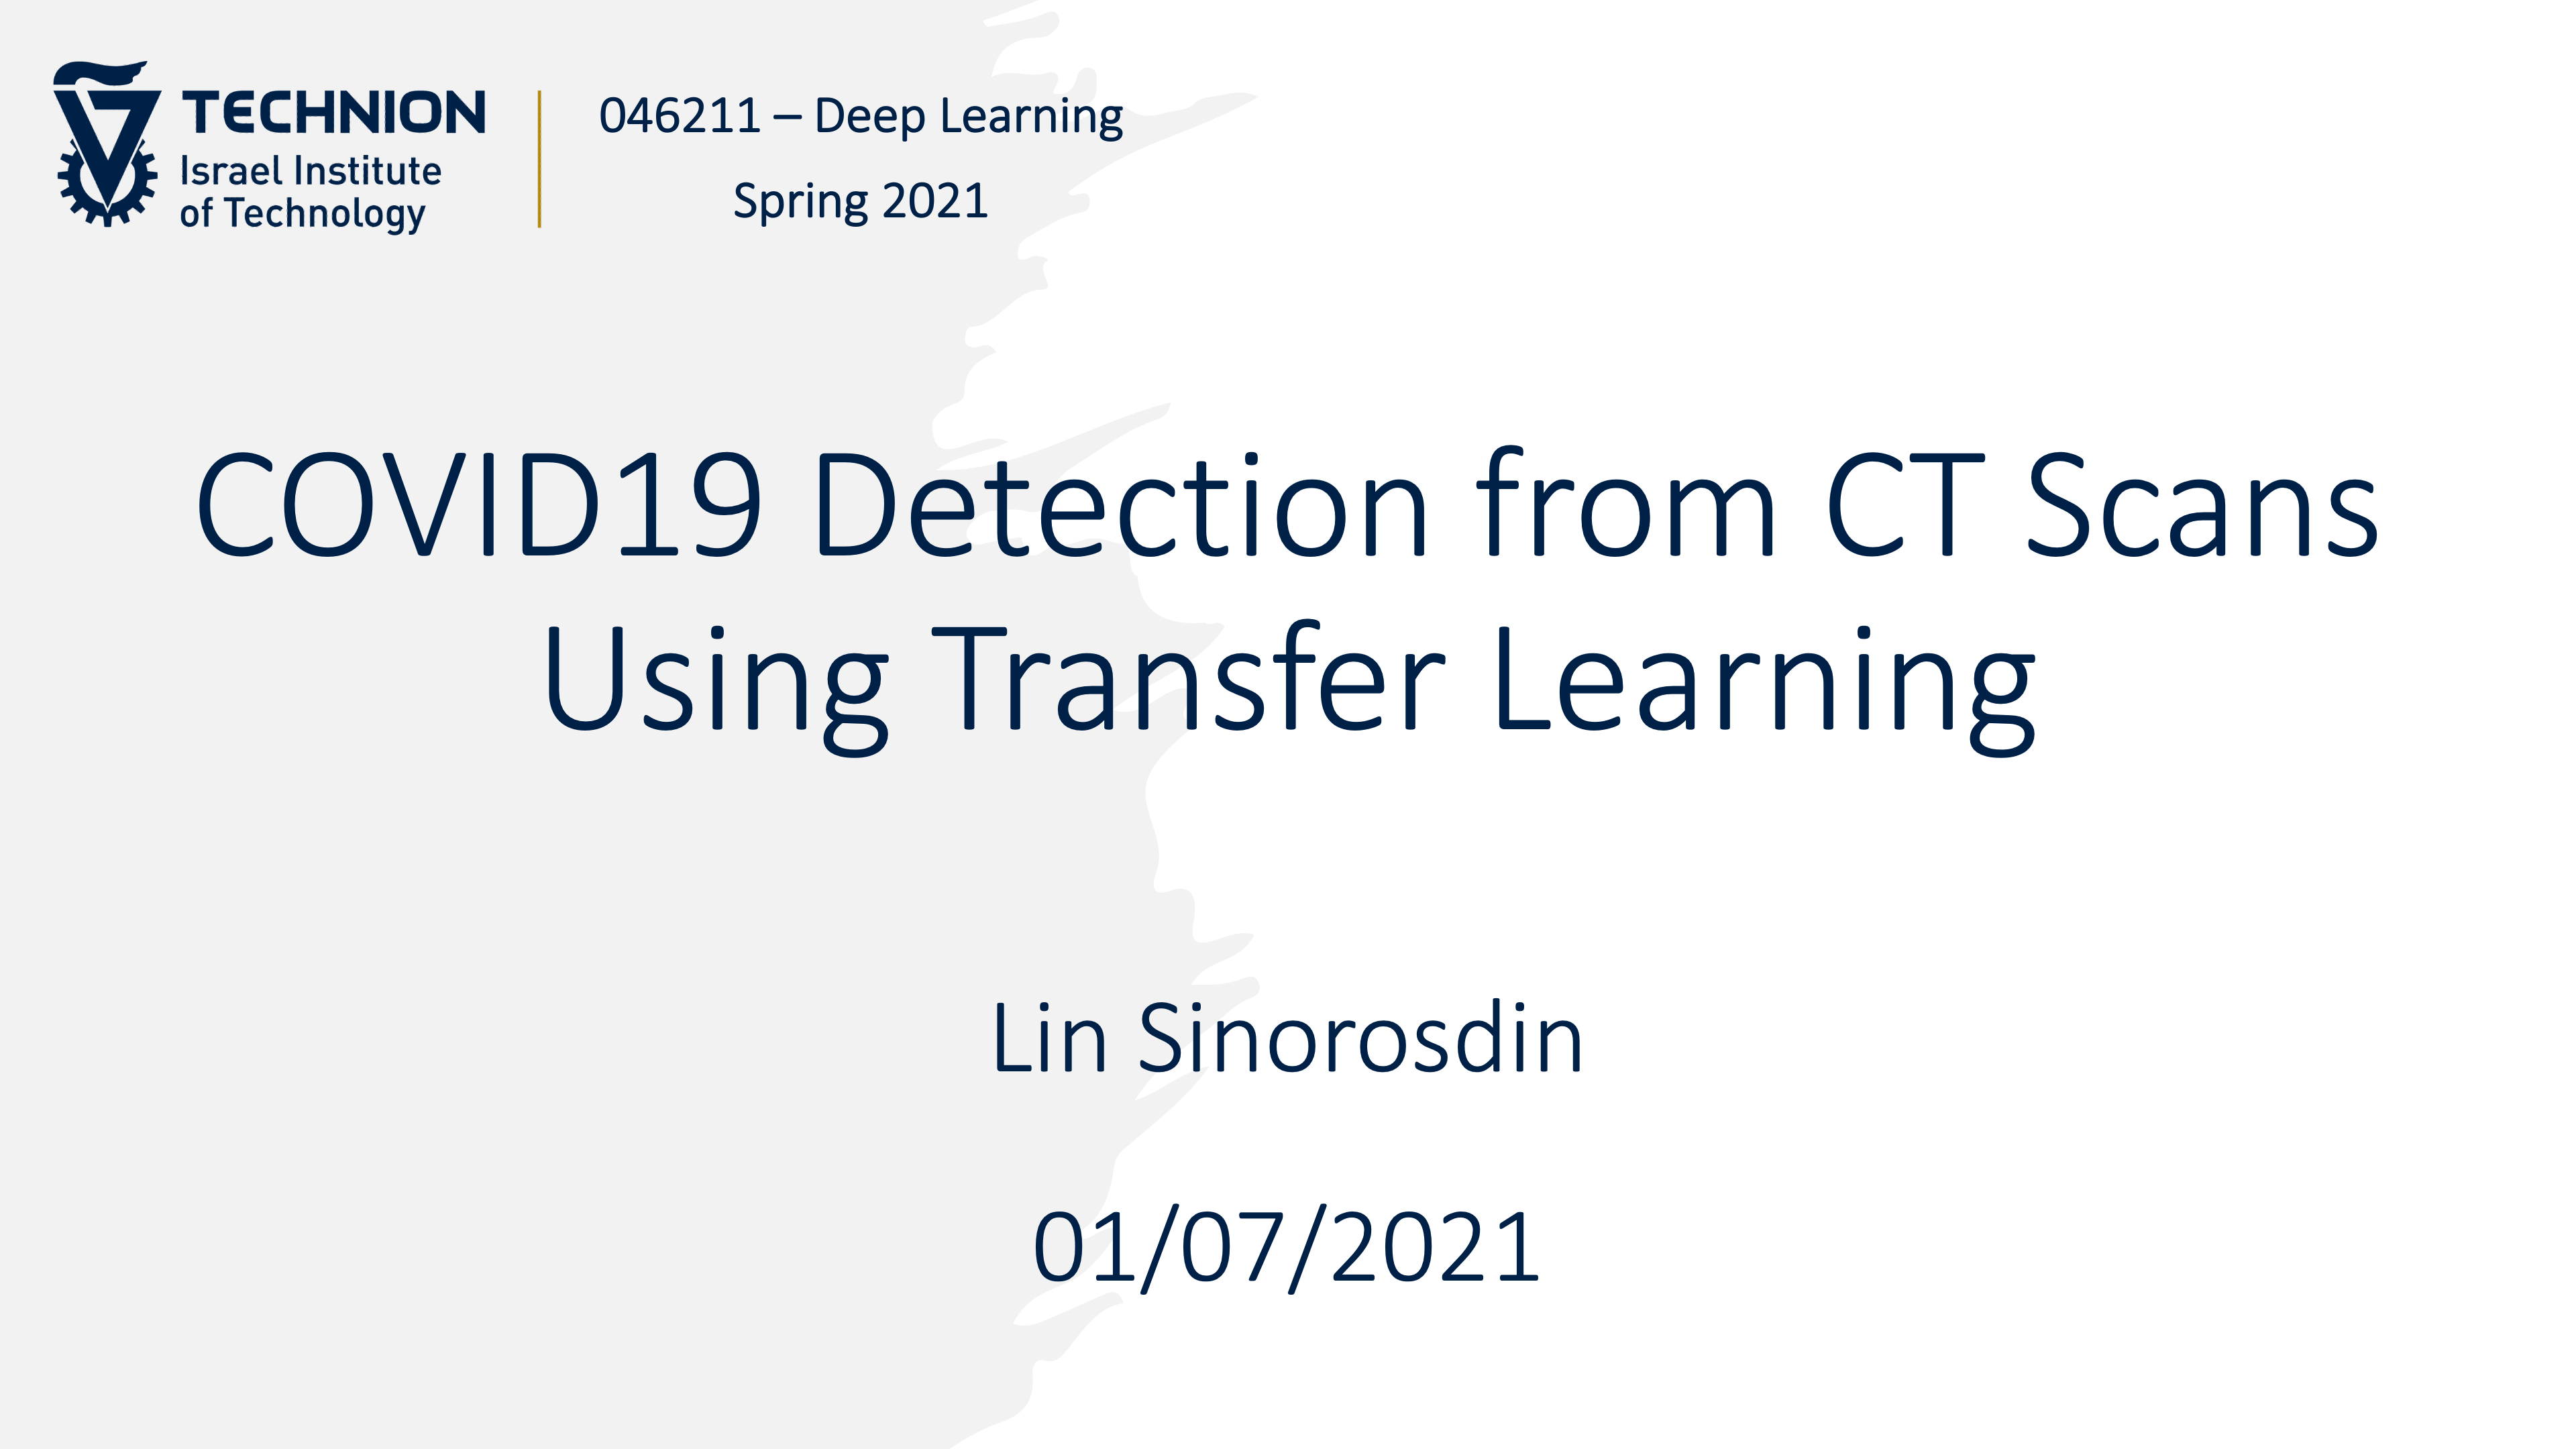 TECHNION
Israel Institute
of Technology
046211 – Deep Learning
Spring 2021
COVID19 Detection from CT Scans
Using Transfer Learning
Lin Sinorosdin
01/07/2021